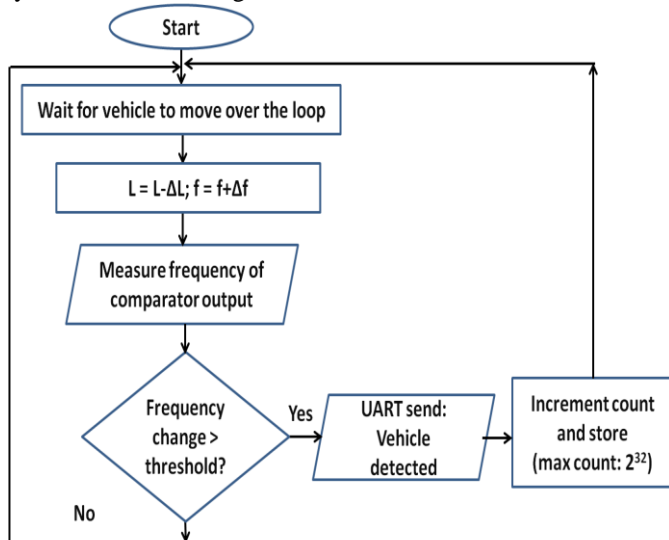 Start
Wait for vehicle to move over the loop
L = L-ΔL; f = f+Δf
Measure frequency of
comparator output
Frequency
change >
threshold?
Yes
UART send:
Vehicle
detected
Increment count
and store
(max count: 2³²)
No